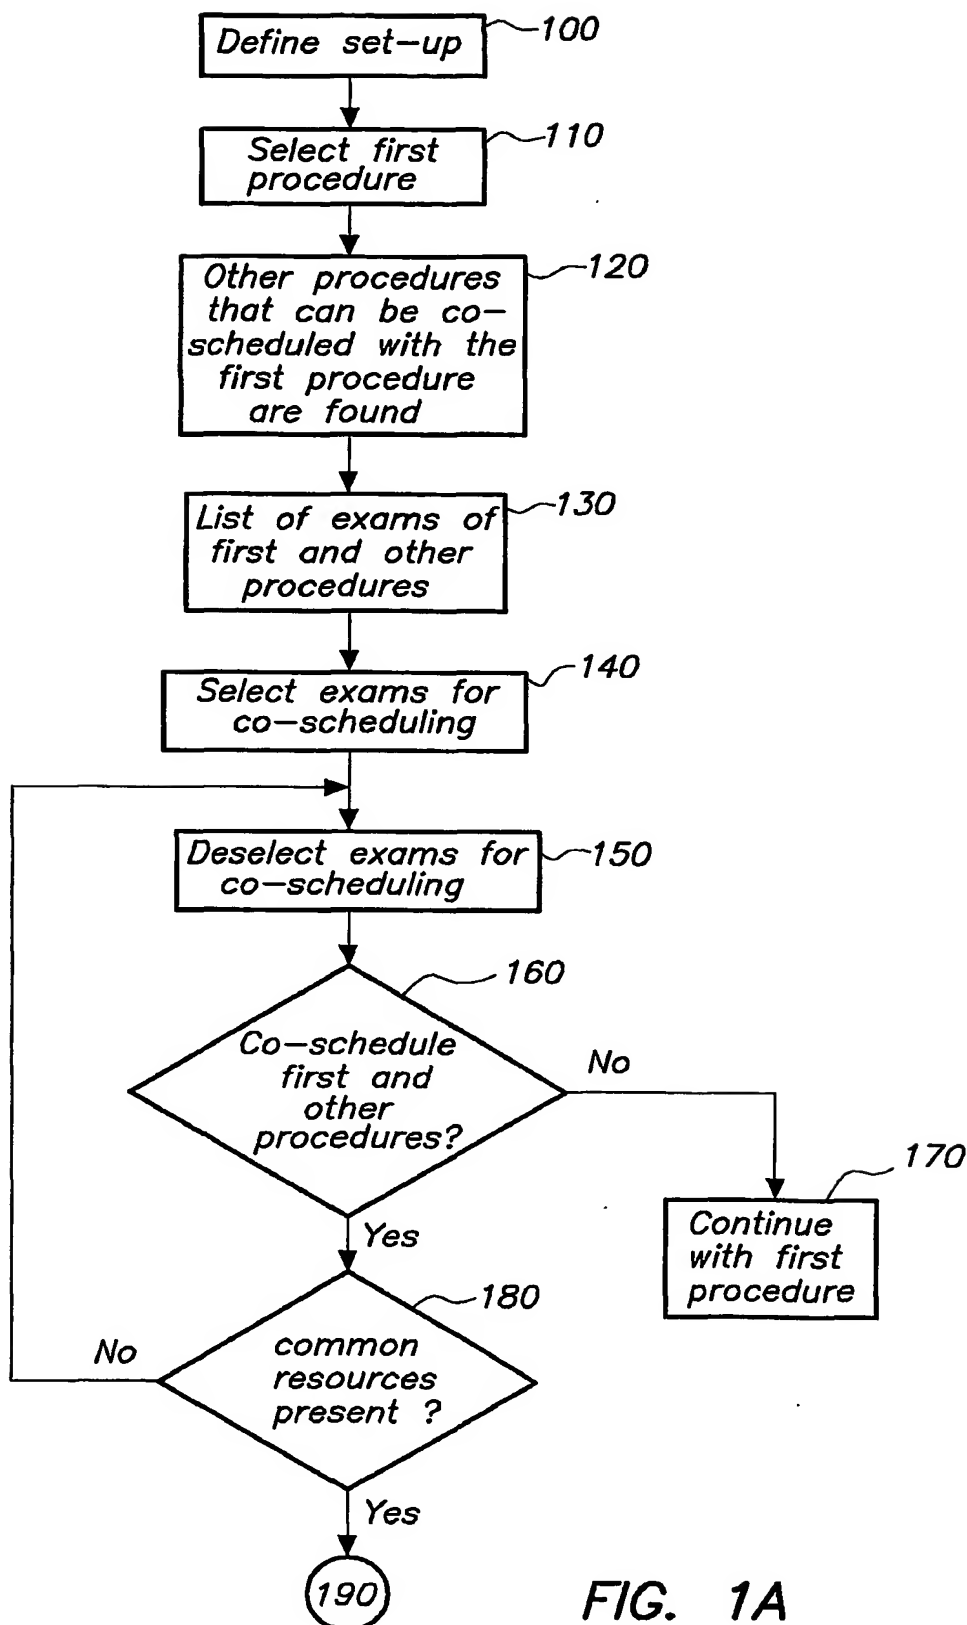 Define set-up
100
Select first
procedure
110
Other procedures
that can be co-
scheduled with the
first procedure
are found
120
List of exams of
first and other
procedures
130
Select exams for
co-scheduling
140
Deselect exams for
co-scheduling
150
Co-schedule
first and
other
procedures?
160
No
Continue
with first
procedure
170
Yes
common
resources
present ?
180
No
Yes
190
FIG. 1A